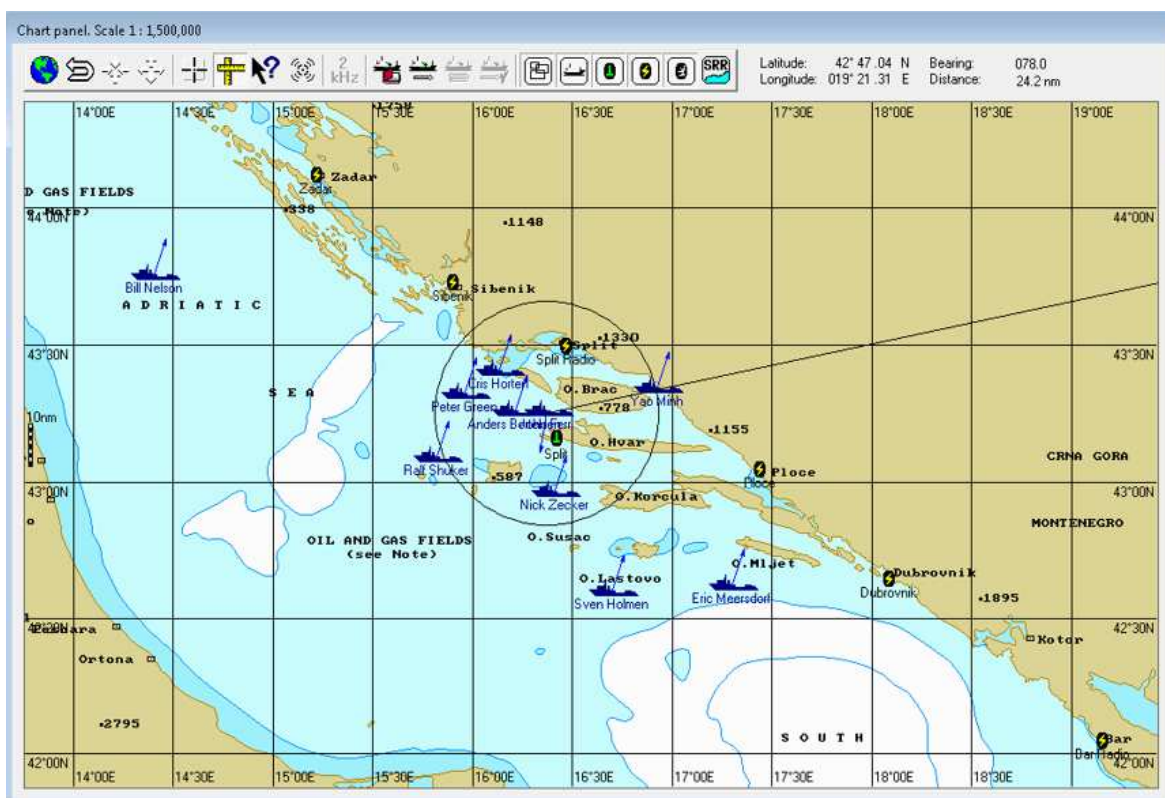 Chart panel. Scale 1 : 1,500,000
2
kHz
SRR
Latitude: 42° 47 .04 N Bearing: 078.0
Longitude: 019° 21 .31 E Distance: 24.2 nm
14°00E 14°30E 15°00E 15°30E 16°00E 16°30E 17°00E 17°30E 18°00E 18°30E 19°00E
Zadar
Zadar
D GAS FIELDS
44°00N
338
1148
44°00N
Bill Nelson
A D R I A T I C
Sibenik
Sibenik
43°30N
1330
Split
Split Radio
43°30N
S E A
Cris Horten
O.Brac
Yao Minh
Peter Green
778
10nm
Split
O.Hvar
1155
CRNA GORA
Ralf Shuker
587
Ploce
Ploce
43°00N
Nick Zecker
O.Korcula
43°00N
MONTENEGRO
OIL AND GAS FIELDS
(see Note)
O.Susac
O.Mljet
Dubrovnik
Dubrovnik
O.Lastovo
Sven Holmen
Eric Meersdorf
1895
42°30N
Kotor
Ortona
2795
S O U T H
Bar
Bar Radio
42°00N
42°00N
14°00E 14°30E 15°00E 15°30E 16°00E 16°30E 17°00E 17°30E 18°00E 18°30E